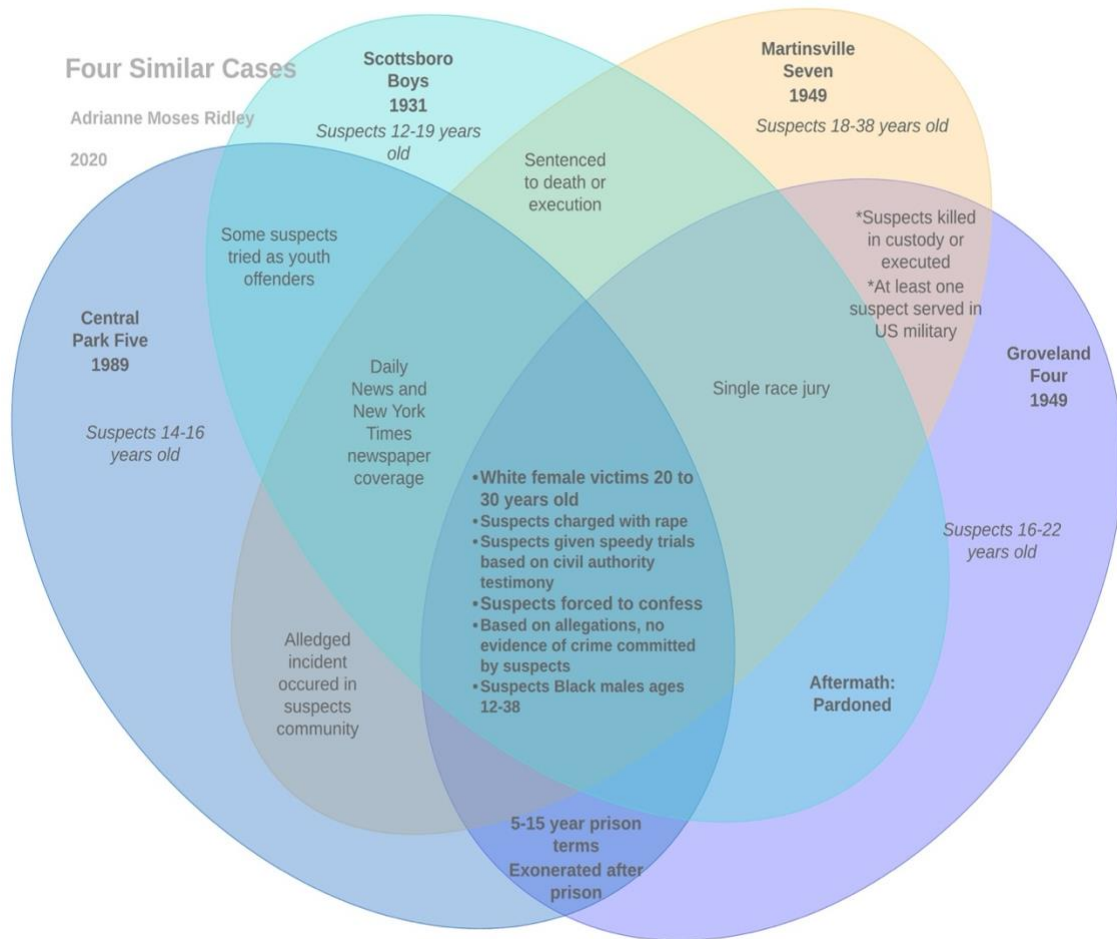 Four Similar Cases
Adrianne Moses Ridley
2020
Scottsboro
Boys
1931
Suspects 12-19 years
old
Martinsville
Seven
1949
Suspects 18-38 years old
Sentenced
to death or
execution
Some suspects
tried as youth
offenders
*Suspects killed
in custody or
executed
*At least one
suspect served in
US military
Central
Park Five
1989
Suspects 14-16
years old
Daily
News and
New York
Times
newspaper
coverage
Single race jury
Groveland
Four
1949
Suspects 16-22
years old
•White female victims 20 to
30 years old
•Suspects charged with rape
•Suspects given speedy trials
based on civil authority
testimony
•Suspects forced to confess
•Based on allegations, no
evidence of crime committed
by suspects
•Suspects Black males ages
12-38
Alledged
incident
occured in
suspects
community
Aftermath:
Pardoned
5-15 year prison
terms
Exonerated after
prison